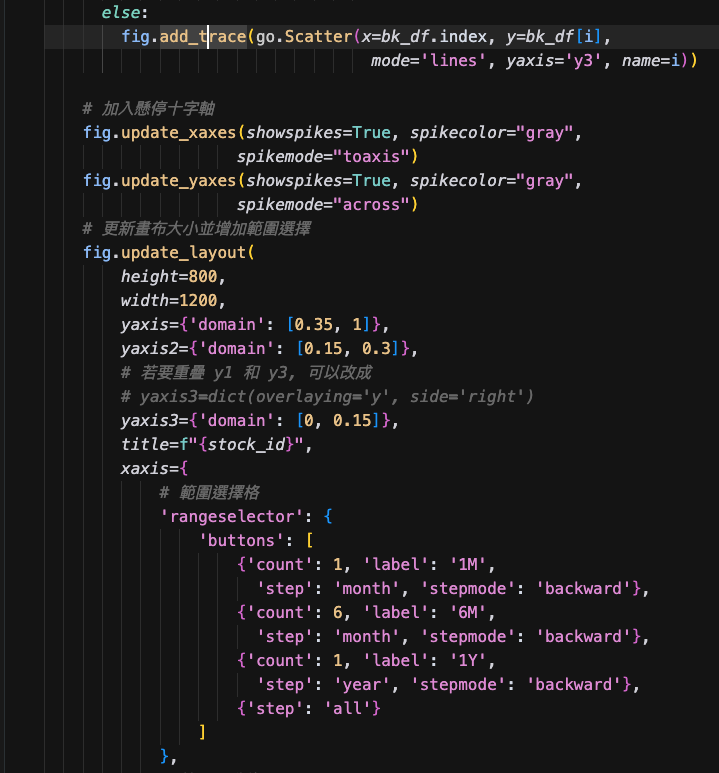 else:
fig.add_trace(go.Scatter(x=bk_df.index, y=bk_df[i],
mode='lines', yaxis='y3', name=i))
# 加入懸停十字軸
fig.update_xaxes(showspikes=True, spikecolor="gray",
spikemode="toaxis")
fig.update_yaxes(showspikes=True, spikecolor="gray",
spikemode="across")
# 更新畫布大小並增加範圍選擇
fig.update_layout(
height=800,
width=1200,
yaxis={'domain': [0.35, 1]},
yaxis2={'domain': [0.15, 0.3]},
# 若要重疊 y1 和 y3, 可以改成
# yaxis3=dict(overlaying='y', side='right')
yaxis3={'domain': [0, 0.15]},
title=f"{stock_id}",
xaxis={
# 範圍選擇格
'rangeselector': {
'buttons': [
{'count': 1, 'label': '1M',
'step': 'month', 'stepmode': 'backward'},
{'count': 6, 'label': '6M',
'step': 'month', 'stepmode': 'backward'},
{'count': 1, 'label': '1Y',
'step': 'year', 'stepmode': 'backward'},
{'step': 'all'}
]
},